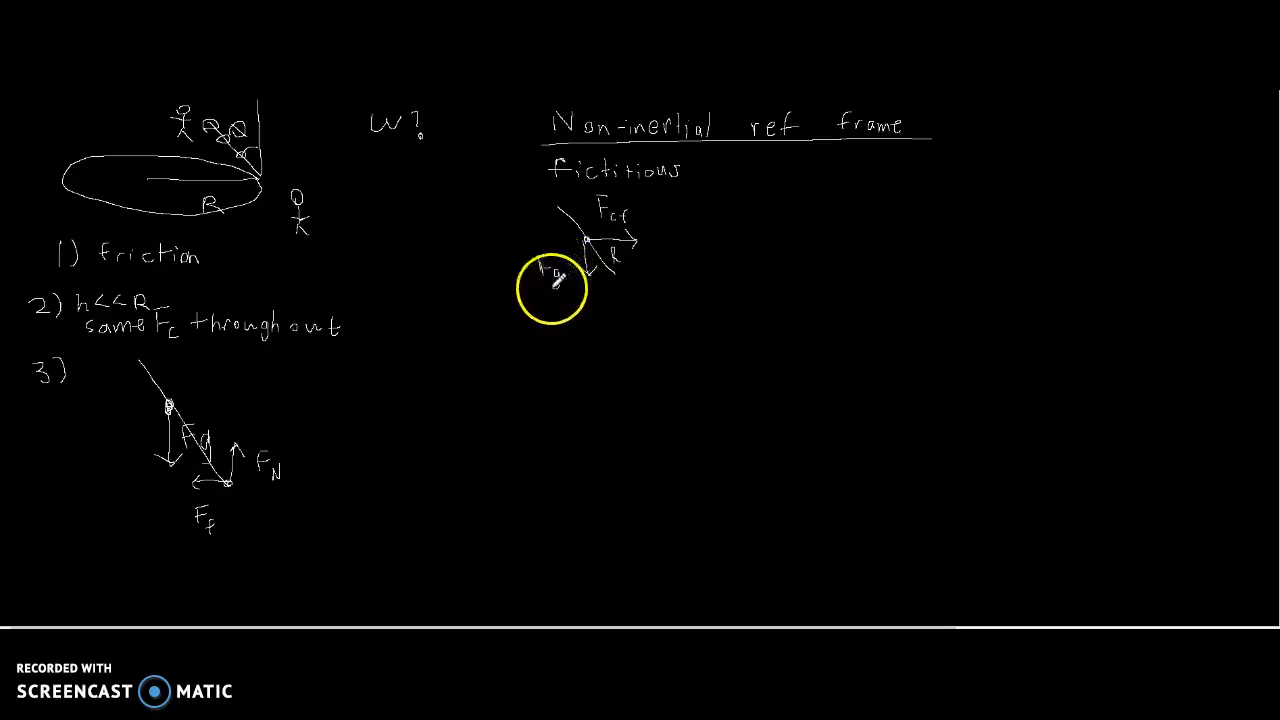 W?
R
1) friction
2) h<<R
same Fc throughout
3)
Fg
FN
Ff
Non-inertial ref frame
fictitious
Fcf
R
RECORDED WITH
SCREENCAST MATIC